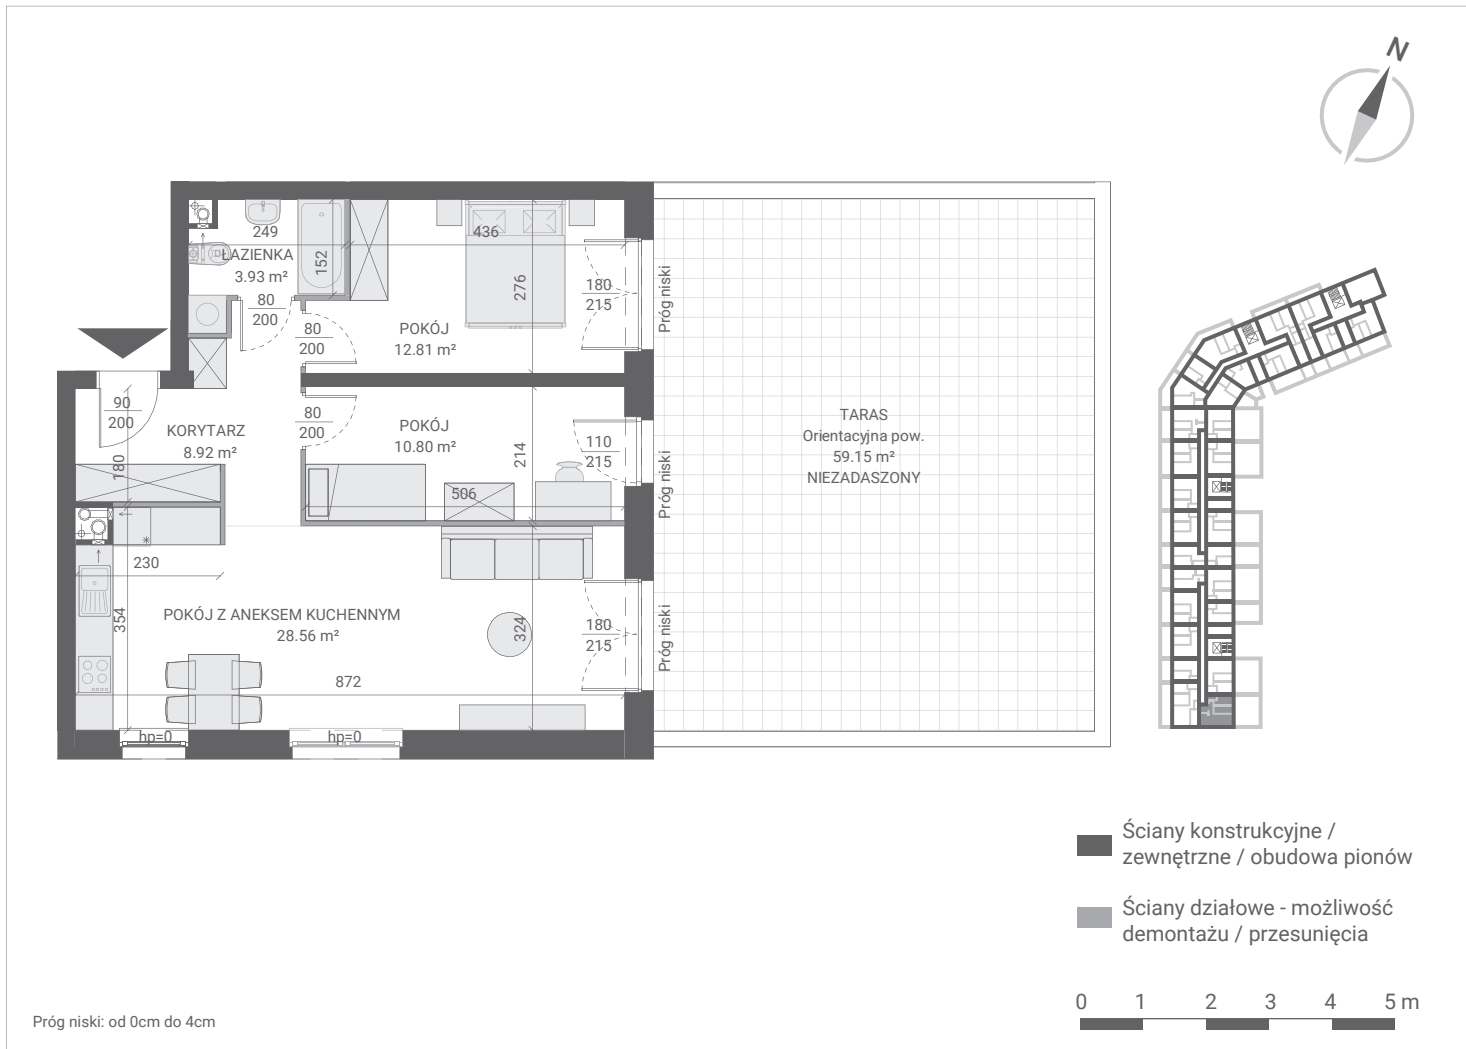 N
249
ŁAZIENKA
3.93 m²
152
436
276
80
200
80
200
POKÓJ
12.81 m²
180
215
Próg niski
90
200
KORYTARZ
8.92 m²
180
80
200
POKÓJ
10.80 m²
214
110
215
Próg niski
506
TARAS
Orientacyjna pow.
59.15 m²
NIEZADASZONY
230
354
POKÓJ Z ANEKSEM KUCHENNYM
28.56 m²
324
180
215
Próg niski
872
hp=0
hp=0
Ściany konstrukcyjne /
zewnętrzne / obudowa pionów
Ściany działowe - możliwość
demontażu / przesunięcia
0 1 2 3 4 5 m
Próg niski: od 0cm do 4cm